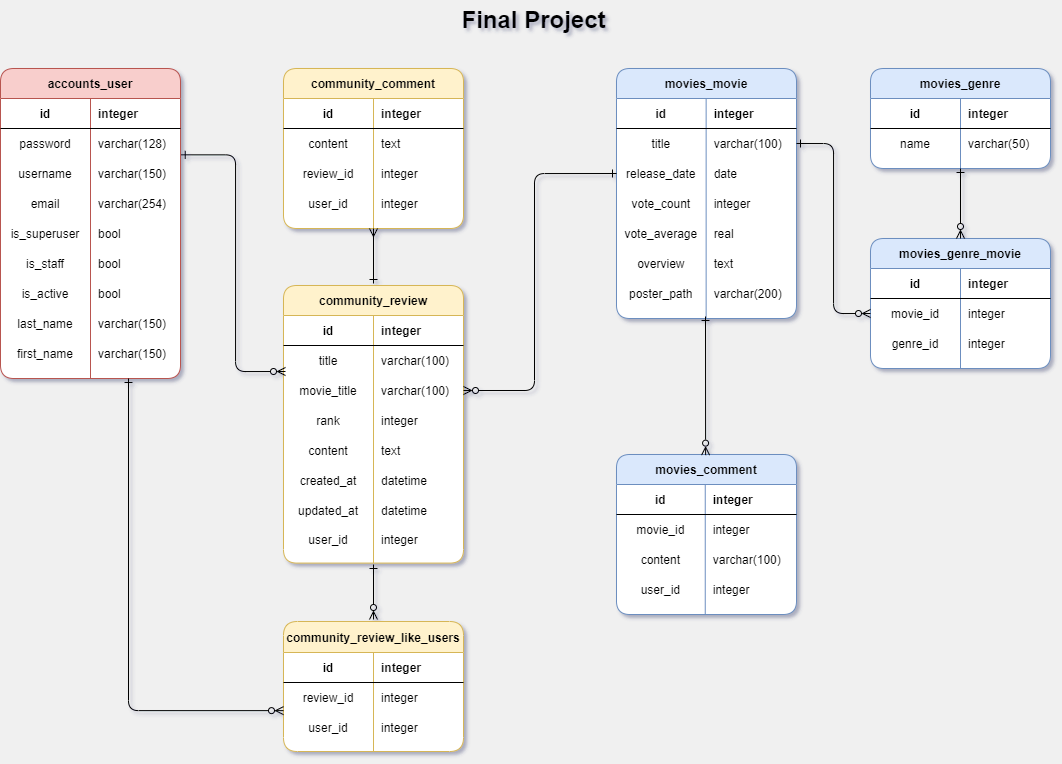 Final Project
accounts_user
id integer
password varchar(128)
username varchar(150)
email varchar(254)
is_superuser bool
is_staff bool
is_active bool
last_name varchar(150)
first_name varchar(150)
community_comment
id integer
content text
review_id integer
user_id integer
community_review
id integer
title varchar(100)
movie_title varchar(100)
rank integer
content text
created_at datetime
updated_at datetime
user_id integer
community_review_like_users
id integer
review_id integer
user_id integer
movies_movie
id integer
title varchar(100)
release_date date
vote_count integer
vote_average real
overview text
poster_path varchar(200)
movies_comment
id integer
movie_id integer
content varchar(100)
user_id integer
movies_genre
id integer
name varchar(50)
movies_genre_movie
id integer
movie_id integer
genre_id integer